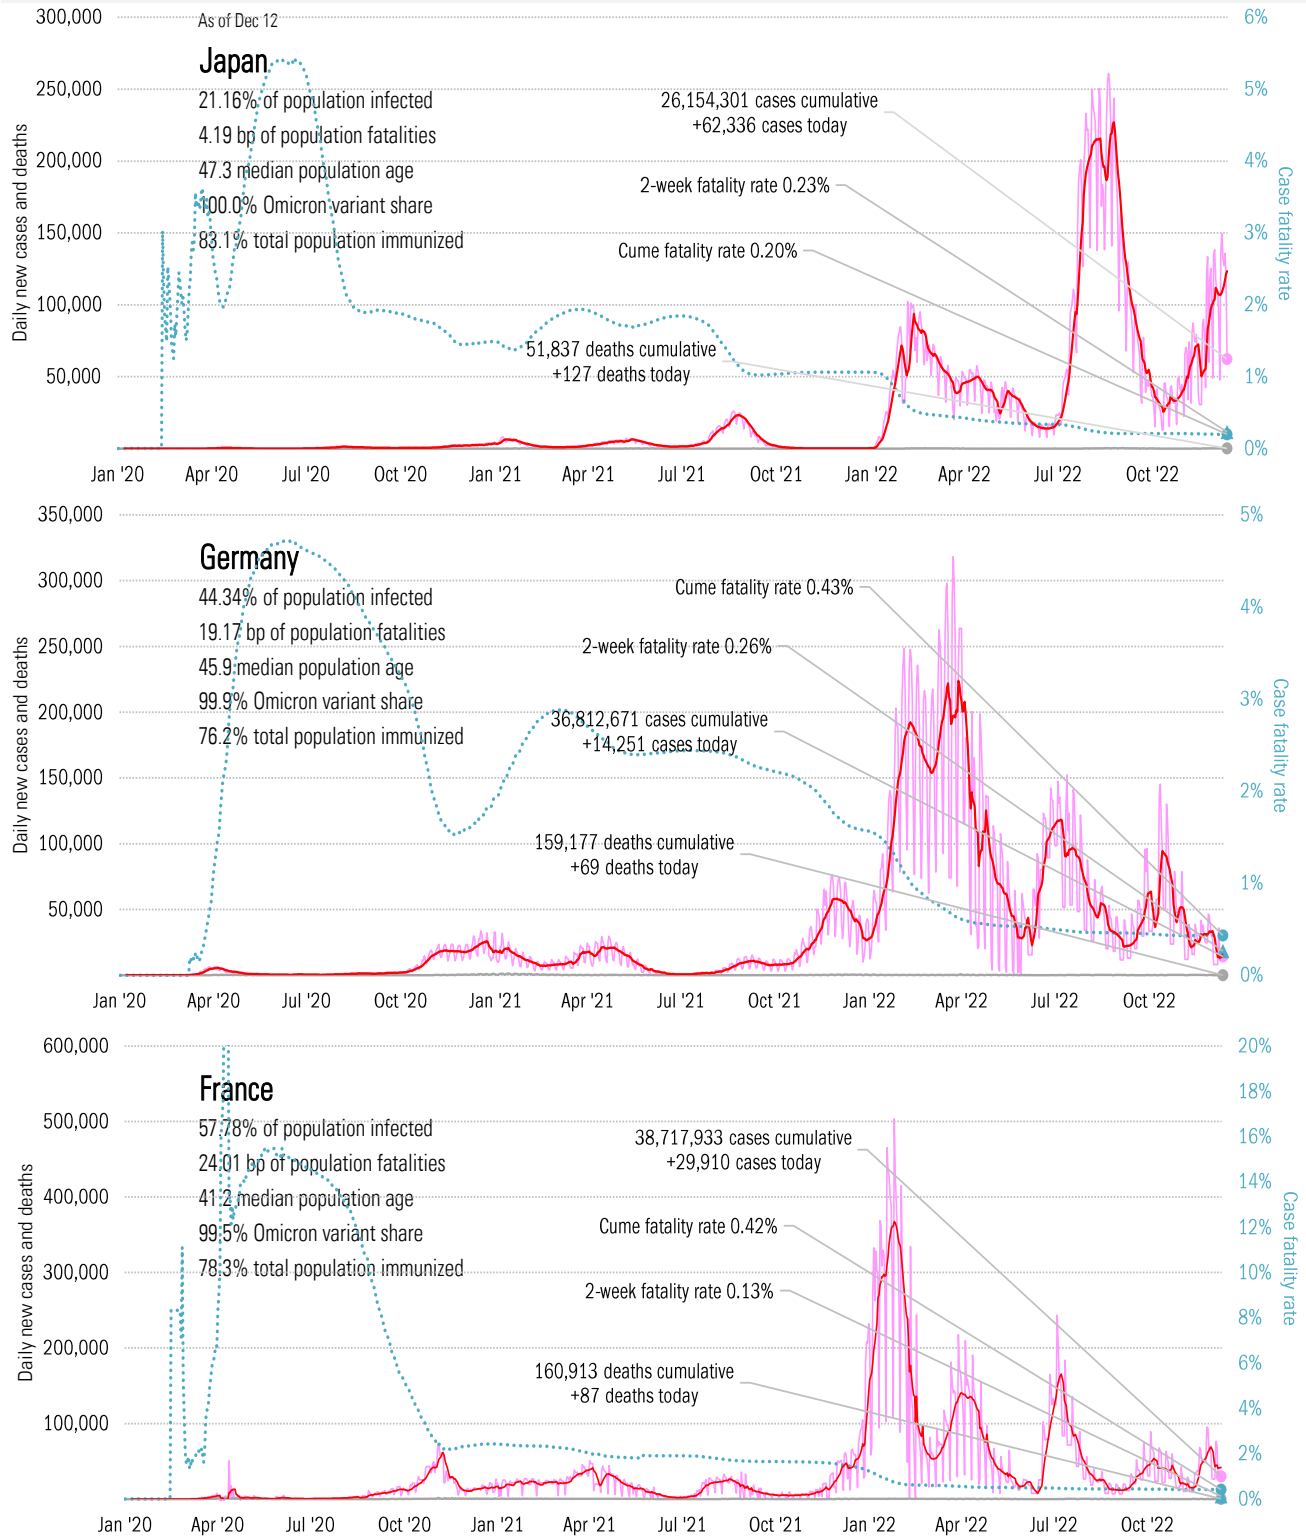 As of Dec 12
Japan
21.16% of population infected
4.19 bp of population fatalities
47.3 median population age
100.0% Omicron variant share
83.1% total population immunized
26,154,301 cases cumulative
+62,336 cases today
2-week fatality rate 0.23%
Cume fatality rate 0.20%
51,837 deaths cumulative
+127 deaths today
Daily new cases and deaths
300,000
250,000
200,000
150,000
100,000
50,000
6%
5%
4%
3%
2%
1%
0%
Case fatality rate
Jan '20 Apr '20 Jul '20 Oct '20 Jan '21 Apr '21 Jul '21 Oct '21 Jan '22 Apr '22 Jul '22 Oct '22
Germany
44.34% of population infected
19.17 bp of population fatalities
45.9 median population age
99.9% Omicron variant share
76.2% total population immunized
Cume fatality rate 0.43%
2-week fatality rate 0.26%
36,812,671 cases cumulative
+14,251 cases today
159,177 deaths cumulative
+69 deaths today
Daily new cases and deaths
350,000
300,000
250,000
200,000
150,000
100,000
50,000
5%
4%
3%
2%
1%
0%
Case fatality rate
Jan '20 Apr '20 Jul '20 Oct '20 Jan '21 Apr '21 Jul '21 Oct '21 Jan '22 Apr '22 Jul '22 Oct '22
France
57.78% of population infected
24.01 bp of population fatalities
41.2 median population age
99.5% Omicron variant share
78.3% total population immunized
38,717,933 cases cumulative
+29,910 cases today
Cume fatality rate 0.42%
2-week fatality rate 0.13%
160,913 deaths cumulative
+87 deaths today
Daily new cases and deaths
600,000
500,000
400,000
300,000
200,000
100,000
20%
18%
16%
14%
12%
10%
8%
6%
4%
2%
0%
Case fatality rate
Jan '20 Apr '20 Jul '20 Oct '20 Jan '21 Apr '21 Jul '21 Oct '21 Jan '22 Apr '22 Jul '22 Oct '22